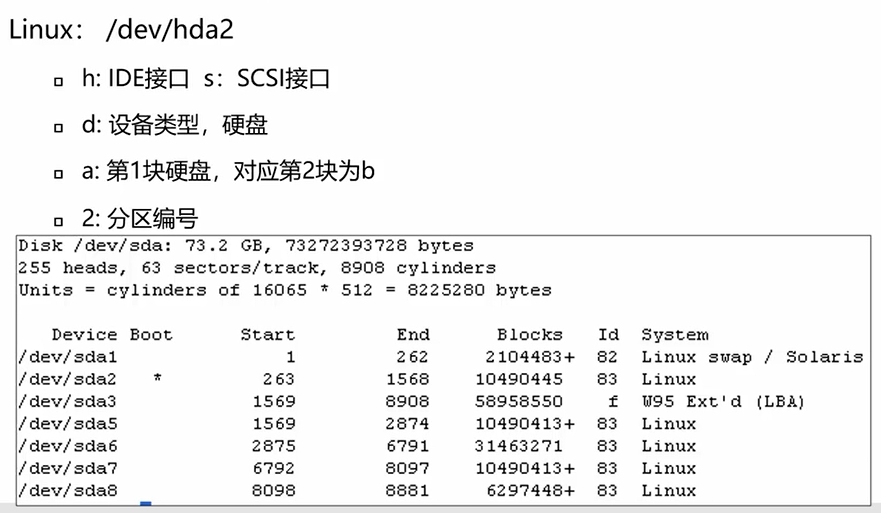 Linux： /dev/hda2
h: IDE接口 s：SCSI接口
d: 设备类型，硬盘
a: 第1块硬盘，对应第2块为b
2: 分区编号
Disk /dev/sda: 73.2 GB, 73272393728 bytes
255 heads, 63 sectors/track, 8908 cylinders
Units = cylinders of 16065 * 512 = 8225280 bytes
Device Boot Start End Blocks Id System
/dev/sda1 1 262 2104483+ 82 Linux swap / Solaris
/dev/sda2 * 263 1568 10490445 83 Linux
/dev/sda3 1569 8908 58958550 f W95 Ext'd (LBA)
/dev/sda5 1569 2874 10490413+ 83 Linux
/dev/sda6 2875 6791 31463271 83 Linux
/dev/sda7 6792 8097 10490413+ 83 Linux
/dev/sda8 8098 8881 6297448+ 83 Linux